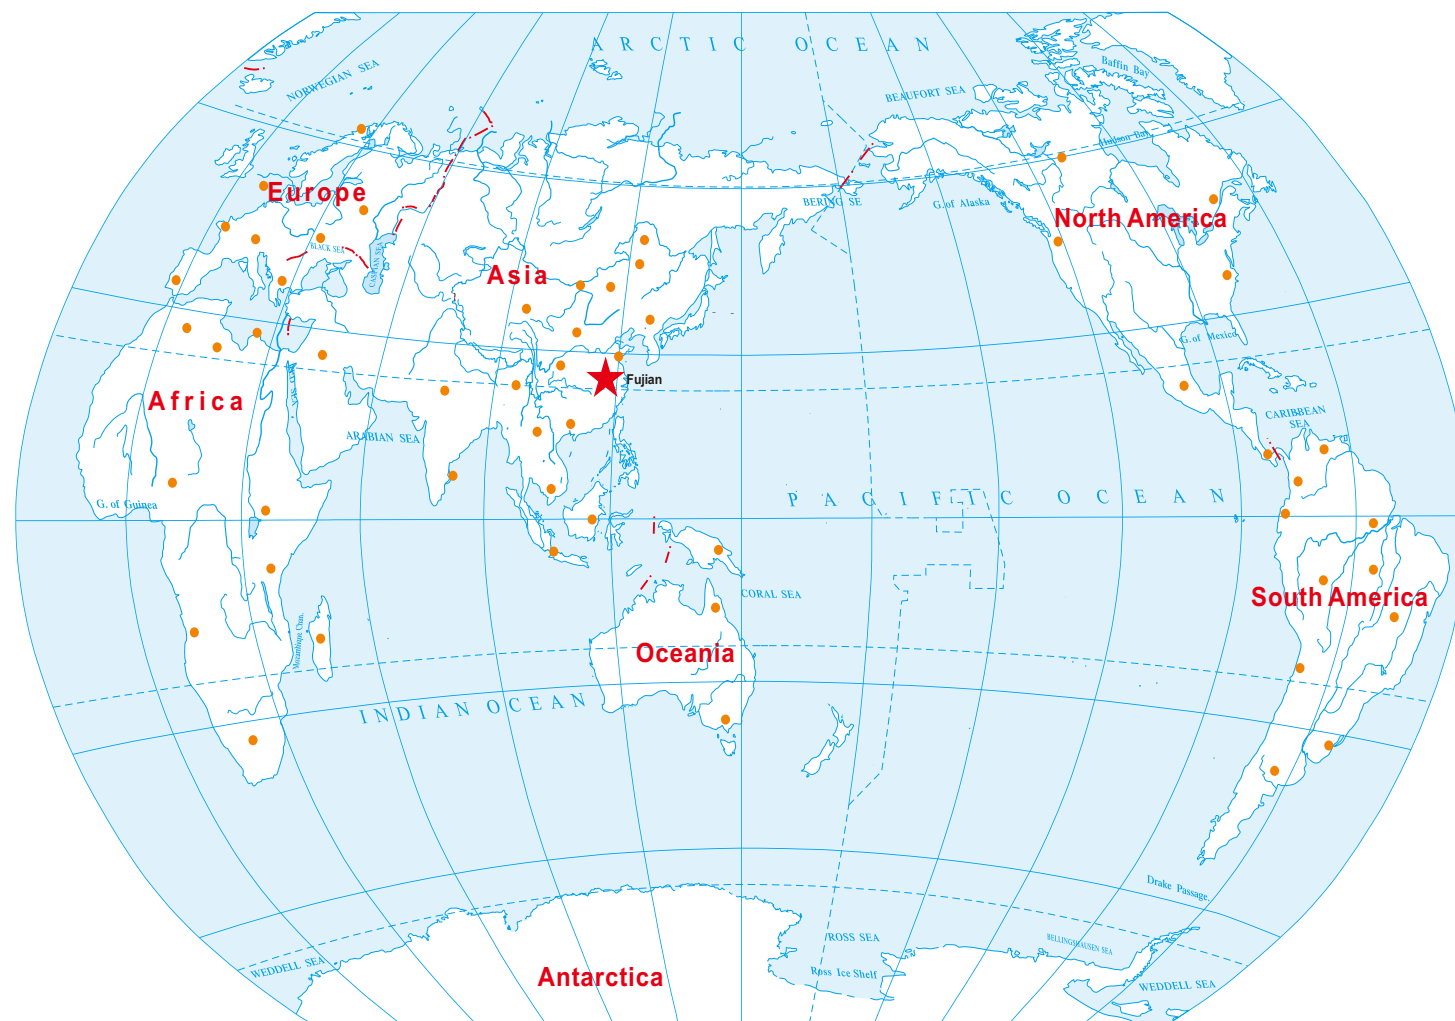 ARCTIC OCEAN
NORWEGIAN SEA
Baffin Bay
BEAUFORT SEA
Hudson Bay
Europe
BERING SE
G. of Alaska
North America
BLACK SEA
CASPIAN SEA
Asia
G. of Mexico
Fujian
RED SEA
Africa
CARIBBEAN
SEA
ARABIAN SEA
PACIFIC OCEAN
G. of Guinea
CORAL SEA
South America
Mozambique Chan.
Oceania
INDIAN OCEAN
Drake Passage.
ROSS SEA
BELLINGSHAUSEN SEA
WEDDELL SEA
Ross Ice Shelf
Antarctica
WEDDELL SEA